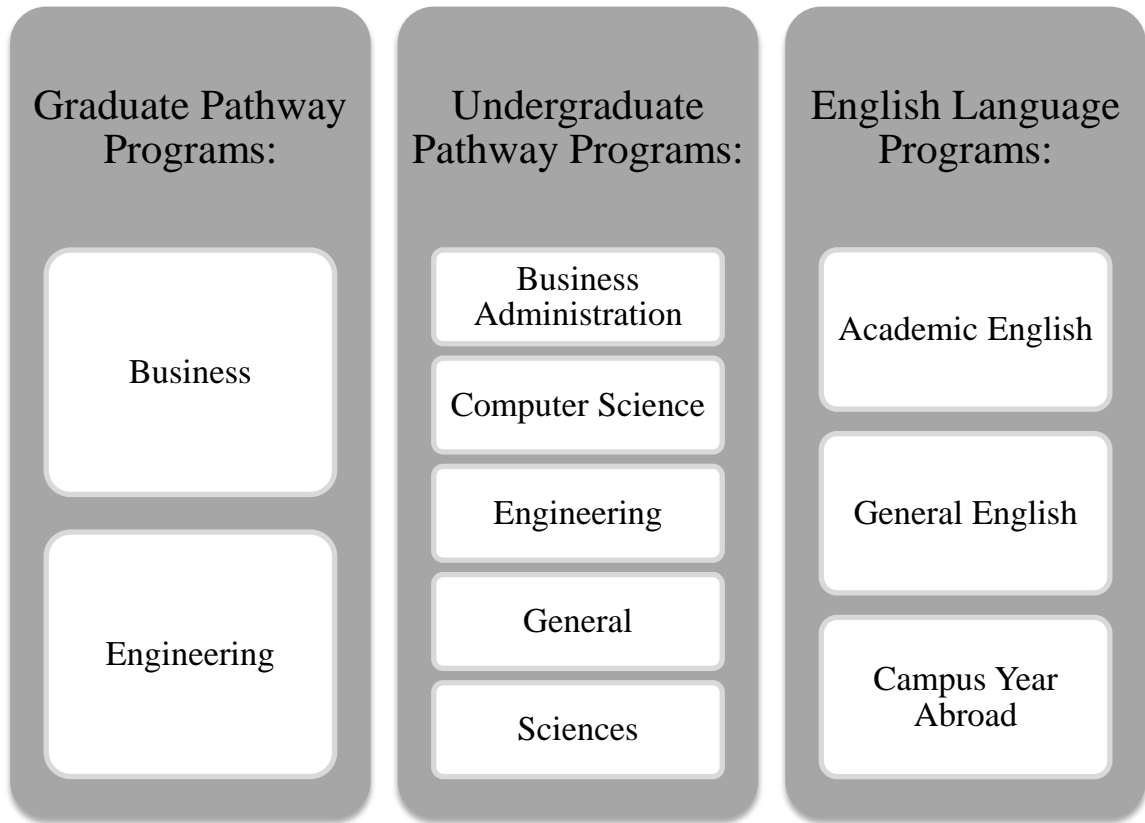 Graduate Pathway
Programs:
Business
Engineering
Undergraduate
Pathway Programs:
Business
Administration
Computer Science
Engineering
General
Sciences
English Language
Programs:
Academic English
General English
Campus Year
Abroad